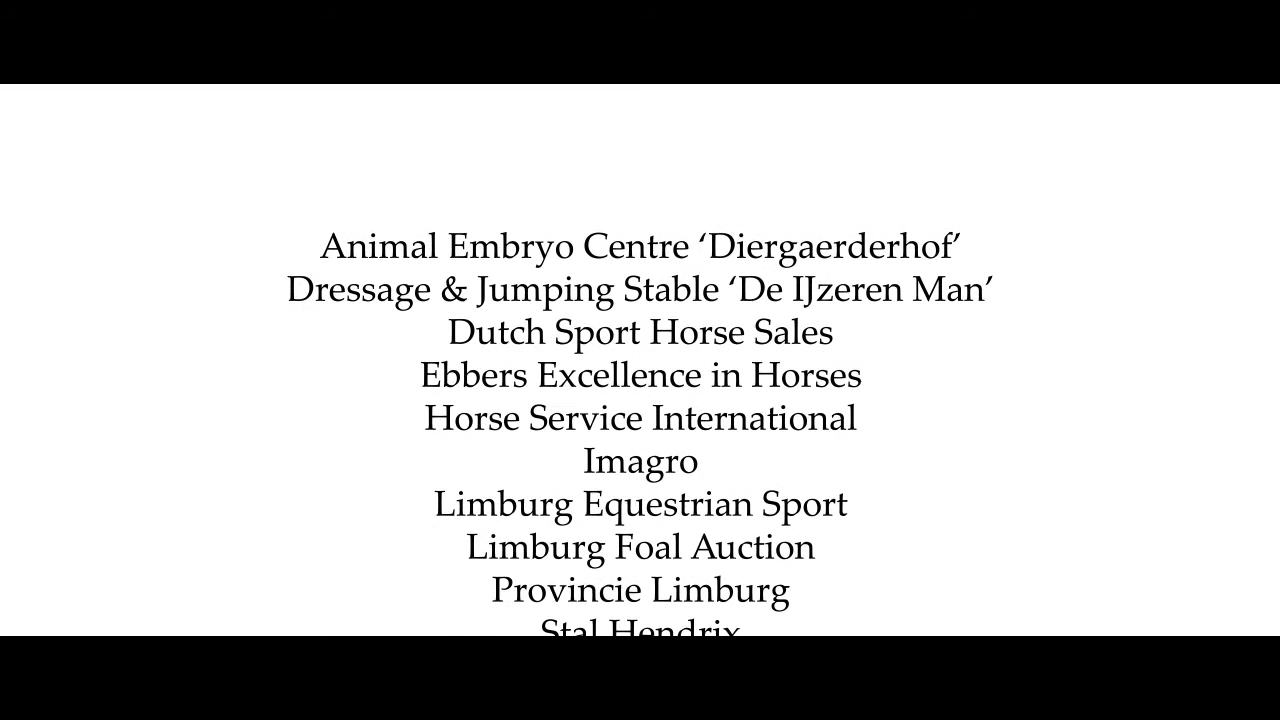 Animal Embryo Centre ‘Diergaerderhof’
Dressage & Jumping Stable ‘De IJzeren Man’
Dutch Sport Horse Sales
Ebbers Excellence in Horses
Horse Service International
Imagro
Limburg Equestrian Sport
Limburg Foal Auction
Provincie Limburg
Stal Hendrix